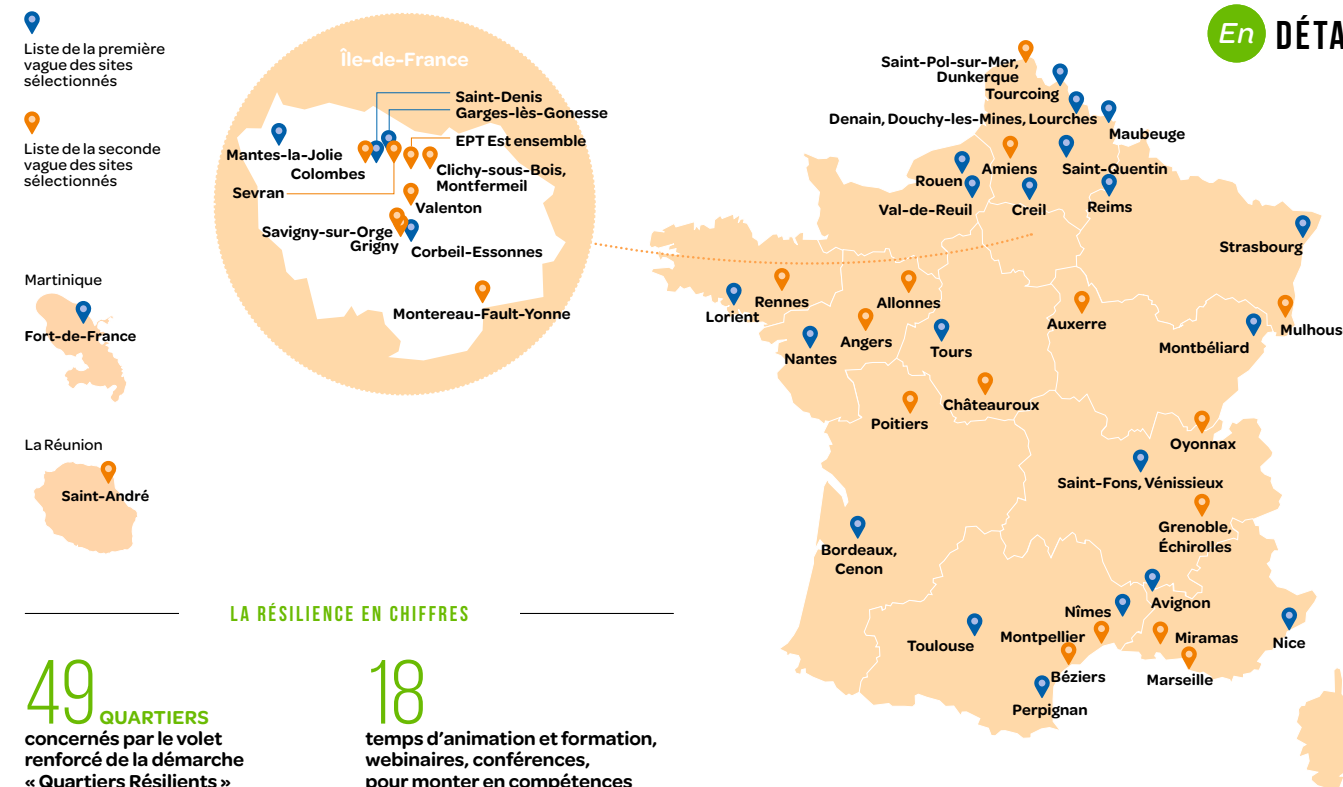 Liste de la première
vague des sites
sélectionnés
Liste de la seconde
vague des sites
sélectionnés
Île-de-France
Saint-Denis
Garges-lès-Gonesse
EPT Est ensemble
Mantes-la-Jolie
Colombes
Clichy-sous-Bois,
Montfermeil
Sevran
Valenton
Savigny-sur-Orge
Grigny
Corbeil-Essonnes
Montereau-Fault-Yonne
Martinique
Fort-de-France
La Réunion
Saint-André
En DÉTA
Saint-Pol-sur-Mer,
Dunkerque
Tourcoing
Denain, Douchy-les-Mines, Lourches
Maubeuge
Amiens
Saint-Quentin
Rouen
Val-de-Reuil
Creil
Reims
Strasbourg
Rennes
Lorient
Allonnes
Angers
Nantes
Tours
Auxerre
Mulhous
Montbéliard
Châteauroux
Poitiers
Oyonnax
Saint-Fons, Vénissieux
Grenoble,
Échirolles
Bordeaux,
Cenon
Avignon
Nîmes
Toulouse
Montpellier
Miramas
Nice
Béziers
Marseille
Perpignan
LA RÉSILIENCE EN CHIFFRES
49 QUARTIERS
concernés par le volet
renforcé de la démarche
« Quartiers Résilients »
18
temps d'animation et formation,
webinaires, conférences,
pour monter en compétences